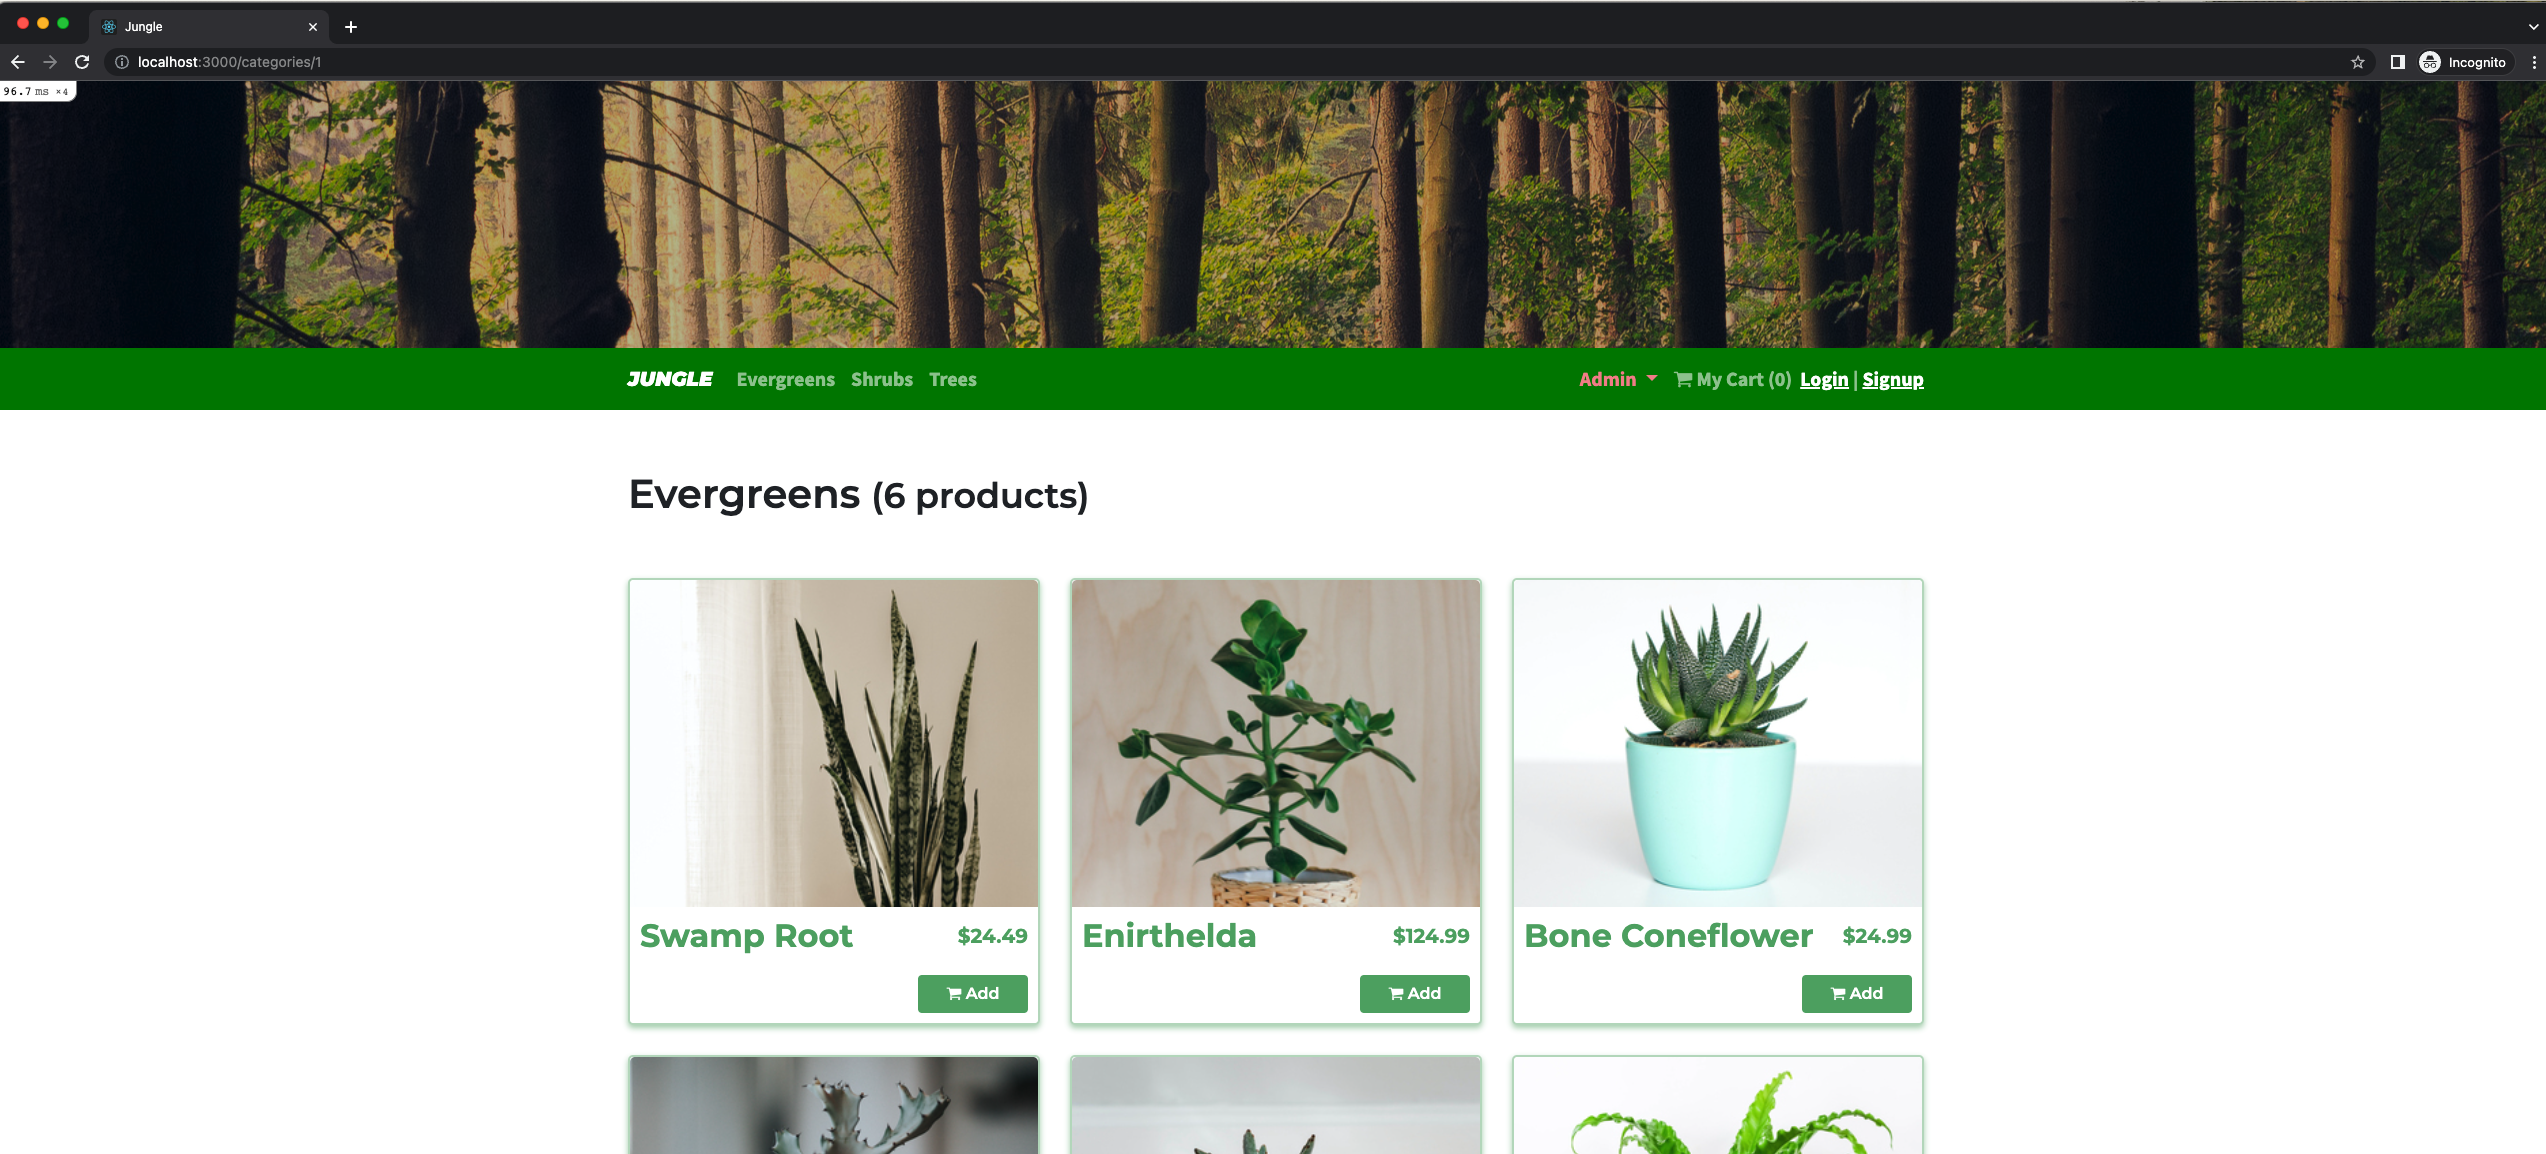 Jungle
localhost:3000/categories/1
Incognito
96.7 ms ×4
JUNGLE Evergreens Shrubs Trees Admin My Cart (0) Login | Signup
Evergreens (6 products)
Swamp Root $24.49
Add
Enirthelda $124.99
Add
Bone Coneflower $24.99
Add